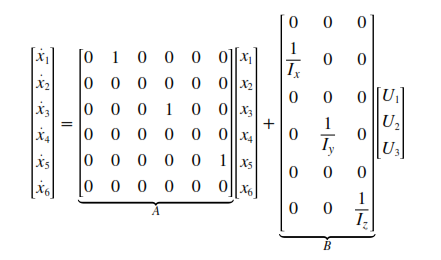 [ẋ₁ ẋ₂ ẋ₃ ẋ₄ ẋ₅ ẋ₆] = [0 1 0 0 0 0; 0 0 0 0 0 0; 0 0 0 1 0 0; 0 0 0 0 0 0; 0 0 0 0 0 1; 0 0 0 0 0 0] [x₁ x₂ x₃ x₄ x₅ x₆] + [0 0 0; 1/Iₓ 0 0; 0 0 0; 0 1/I_y 0; 0 0 0; 0 0 1/I_z] [U₁ U₂ U₃]
A
B